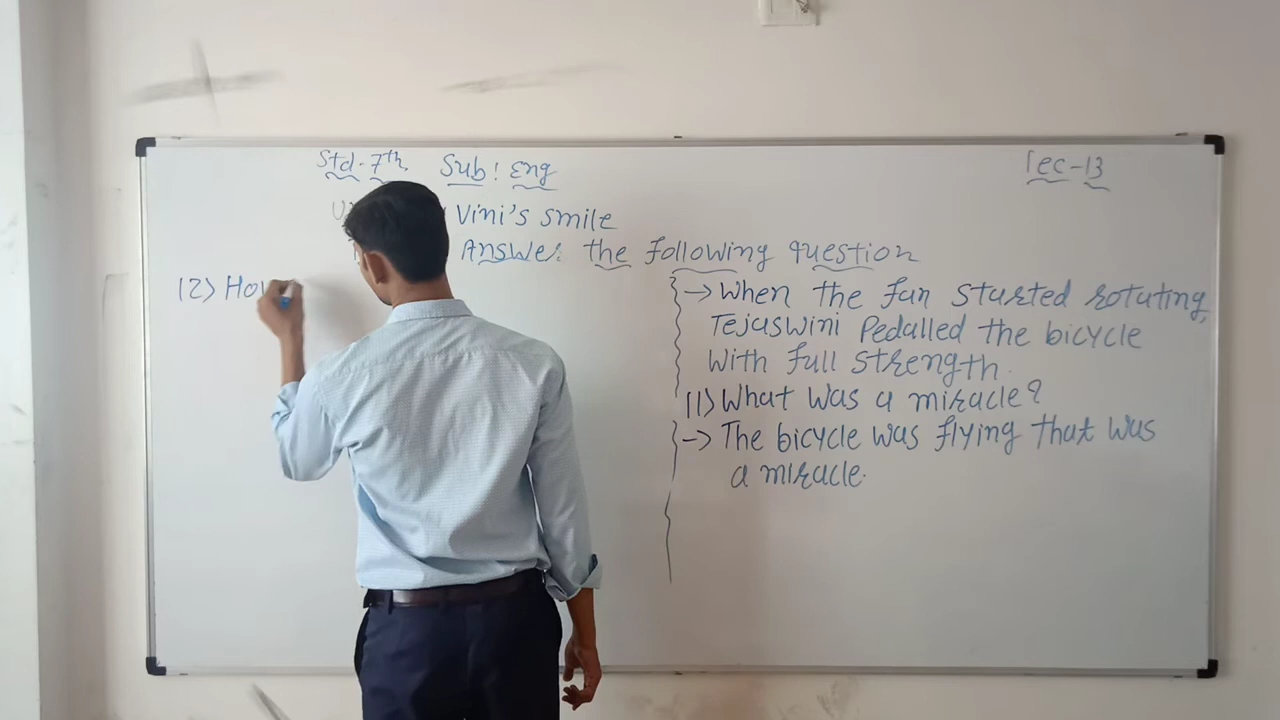 Std-7th Sub: Eng
lec-13
Vini's smile
Answer the following question
12) How
→ When the fan started rotating,
Tejaswini Pedalled the bicycle
with full strength.
11) What was a miracle?
→ The bicycle was flying that was
a miracle.